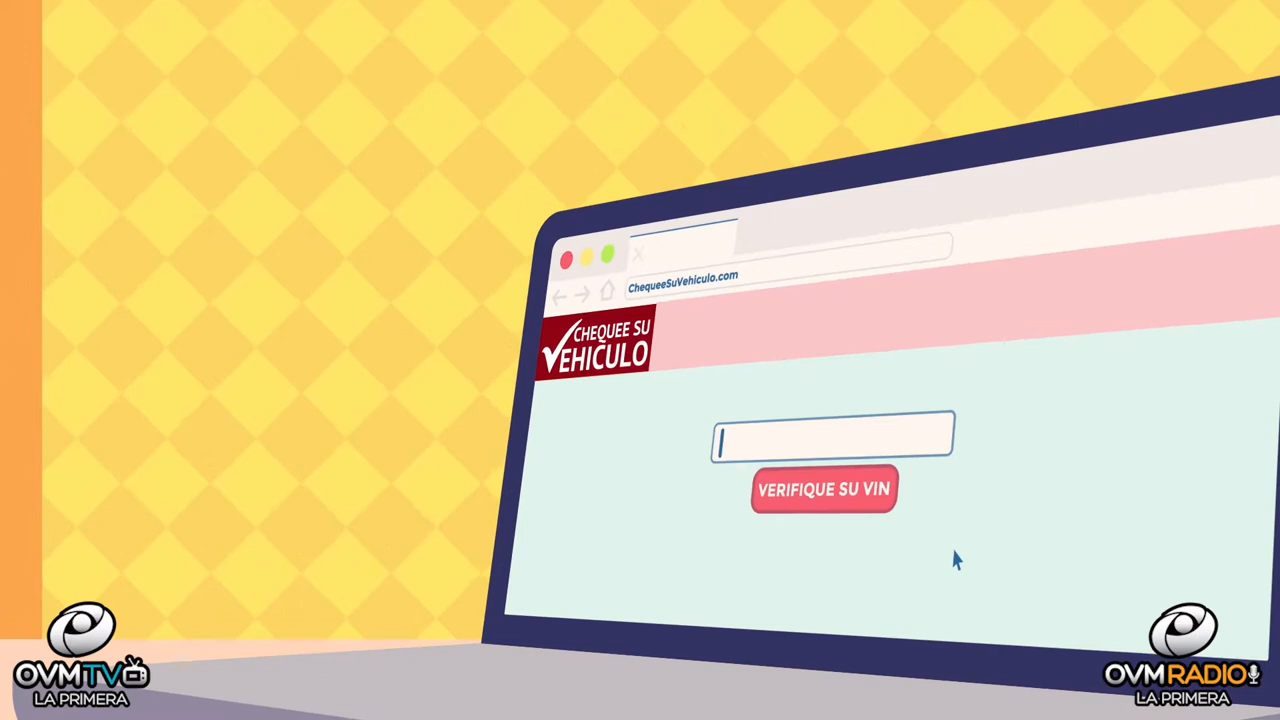 ChequeeSuVehiculo.com
CHEQUEE SU
VEHICULO
VERIFIQUE SU VIN
OVMTV
LA PRIMERA
OVMRADIO
LA PRIMERA